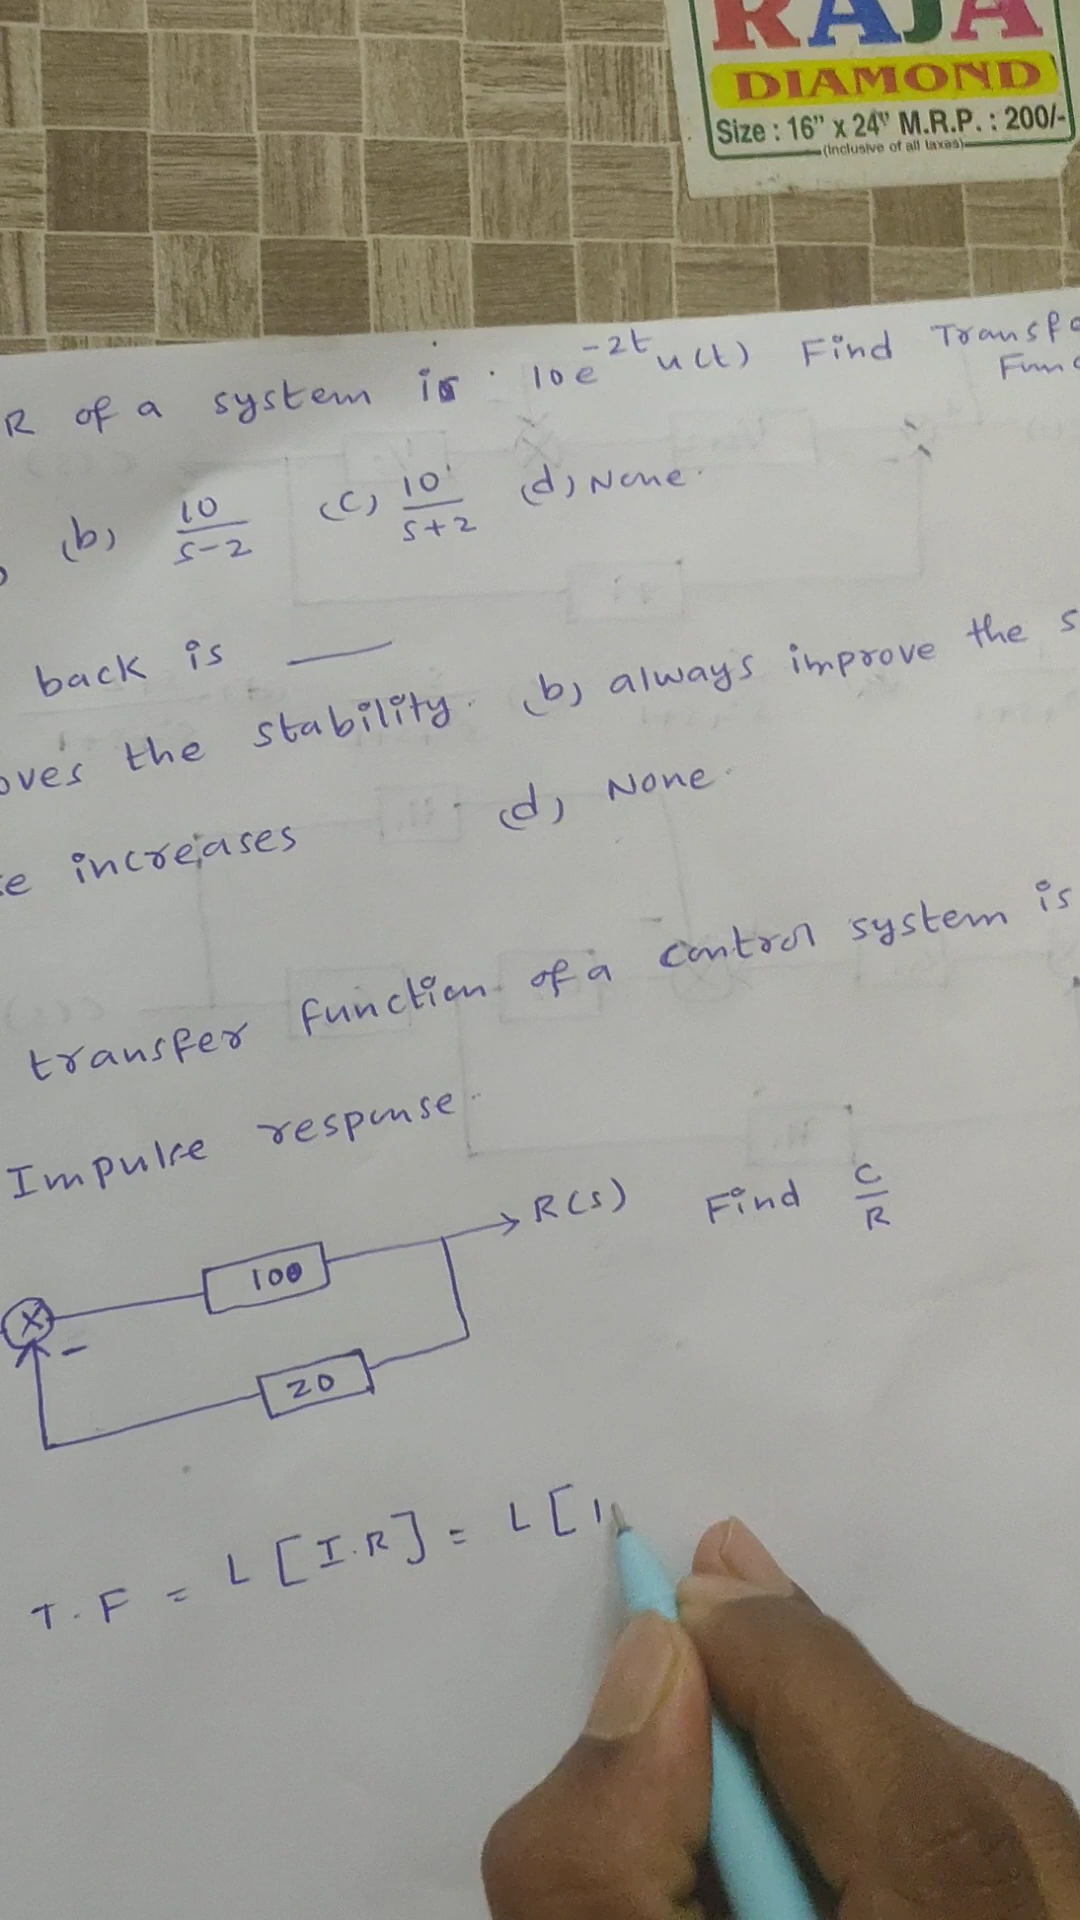 RAJA
DIAMOND
Size : 16" x 24" M.R.P. : 200/-
(Inclusive of all taxes)
R of a system is 10e^-2t u(t) Find Transfe
Func
(b) 10/s-2 (c) 10/s+2 (d) None.
back is ___
oves the stability. (b) always improve the s
e increases (d) None.
transfer function of a control system is
Impulse response.
100 R(s) Find C/R
X -
20
T.F = L[I.R] = L[1